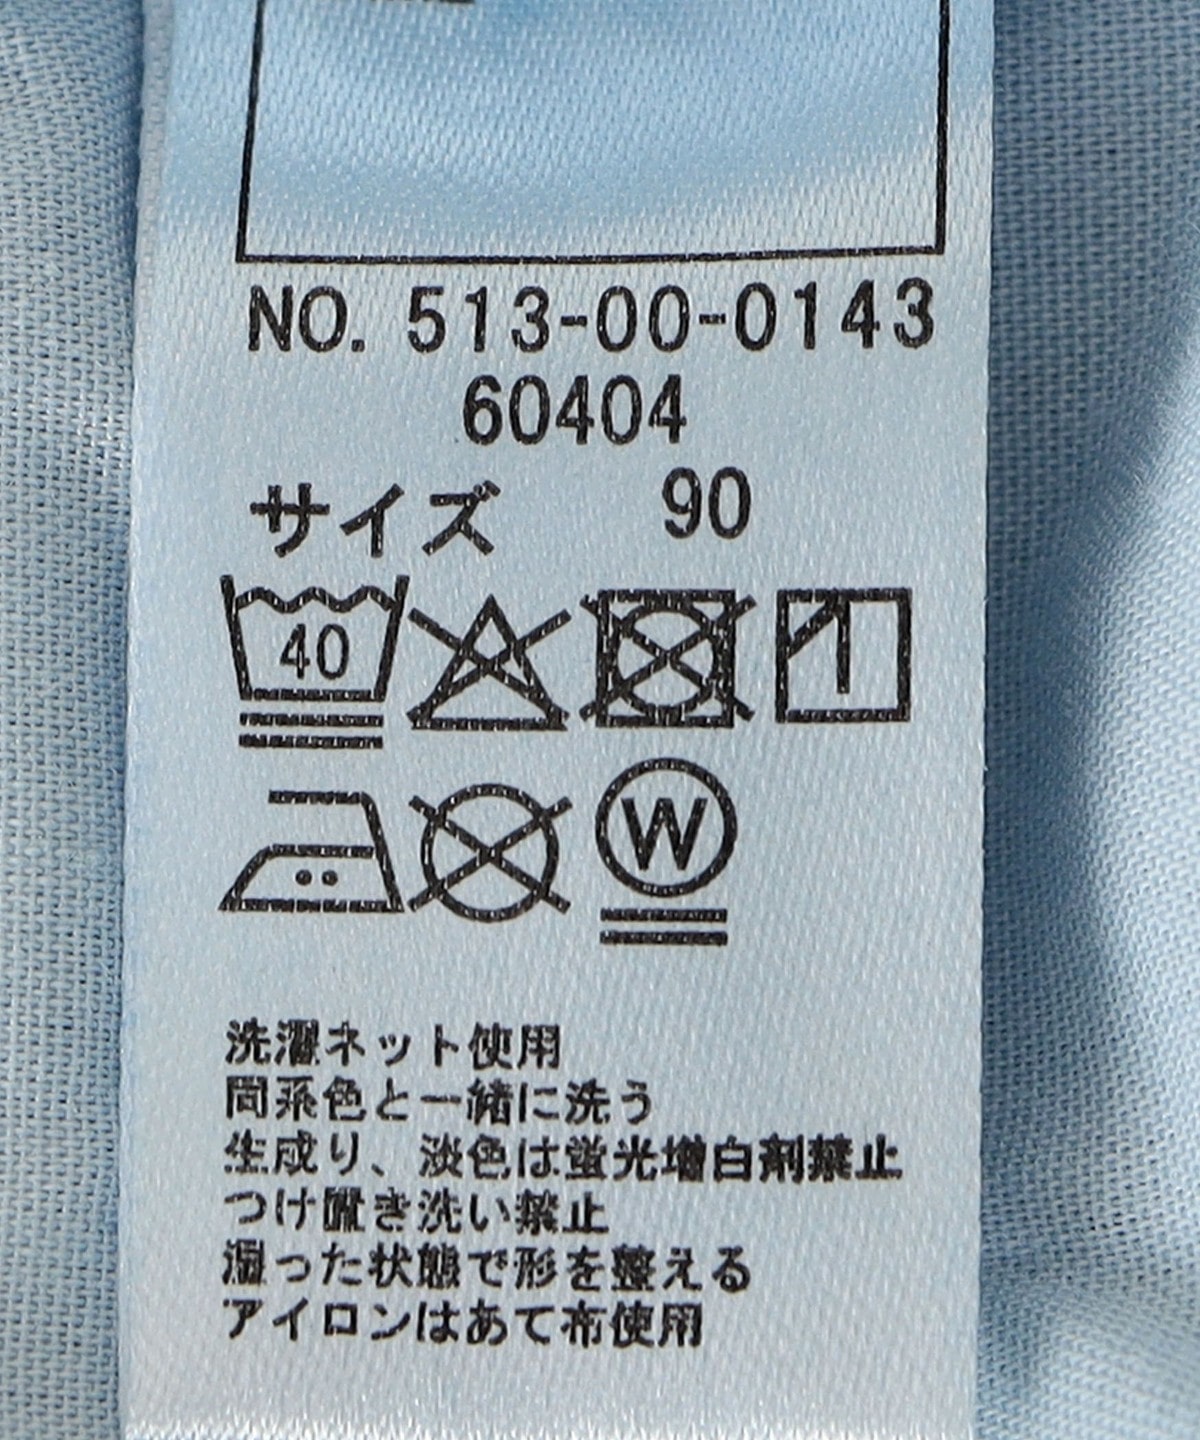 NO. 513-00-0143
60404
サイズ 90
40
W
洗濯ネット使用
同系色と一緒に洗う
生成り、淡色は蛍光増白剤禁止
つけ置き洗い禁止
湿った状態で形を整える
アイロンはあて布使用